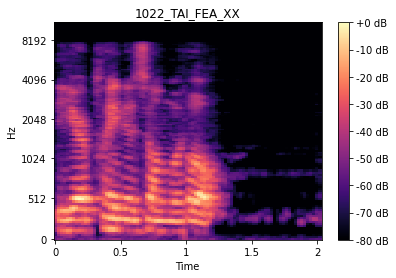 1022_TAI_FEA_XX
+0 dB
8192
-10 dB
4096
-20 dB
-30 dB
2048
Hz
-40 dB
1024
-50 dB
512
-60 dB
-70 dB
0
-80 dB
0
0.5
1
1.5
2
Time